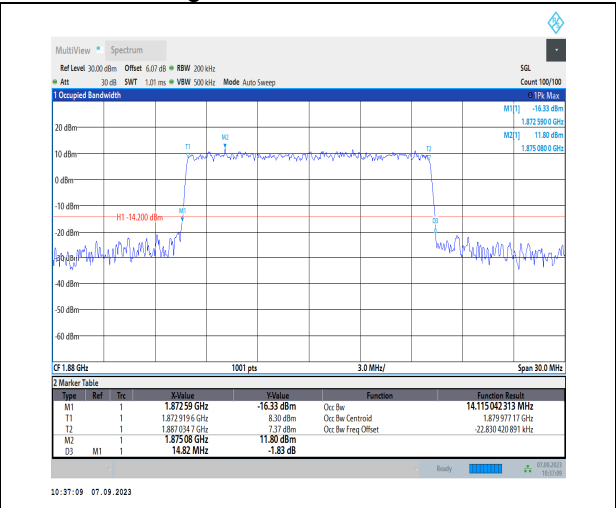 MultiView Spectrum
Ref Level 30.00 dBm Offset 6.07 dB RBW 200 kHz SGL
Att 30 dB SWT 1.01 ms VBW 500 kHz Mode Auto Sweep Count 100/100
1 Occupied Bandwidth 1Pk Max
M1[1] -16.33 dBm
1.872 590 0 GHz
M2[1] 11.80 dBm
1.875 080 0 GHz
20 dBm
M2
T1 T2
10 dBm
0 dBm
-10 dBm
M1
H1 -14.200 dBm
D3
-20 dBm
-30 dBm
-40 dBm
-50 dBm
-60 dBm
CF 1.88 GHz 1001 pts 3.0 MHz/ Span 30.0 MHz
2 Marker Table
Type Ref Trc X-Value Y-Value Function Function Result
M1 1 1.872 59 GHz -16.33 dBm Occ Bw 14.115 042 313 MHz
T1 1 1.872 919 6 GHz 8.30 dBm Occ Bw Centroid 1.879 977 17 GHz
T2 1 1.887 034 7 GHz 7.37 dBm Occ Bw Freq Offset -22.830 420 891 kHz
M2 1 1.875 08 GHz 11.80 dBm
D3 M1 1 14.82 MHz -1.83 dB
Ready 07.09.2023
10:37:09
10:37:09 07.09.2023